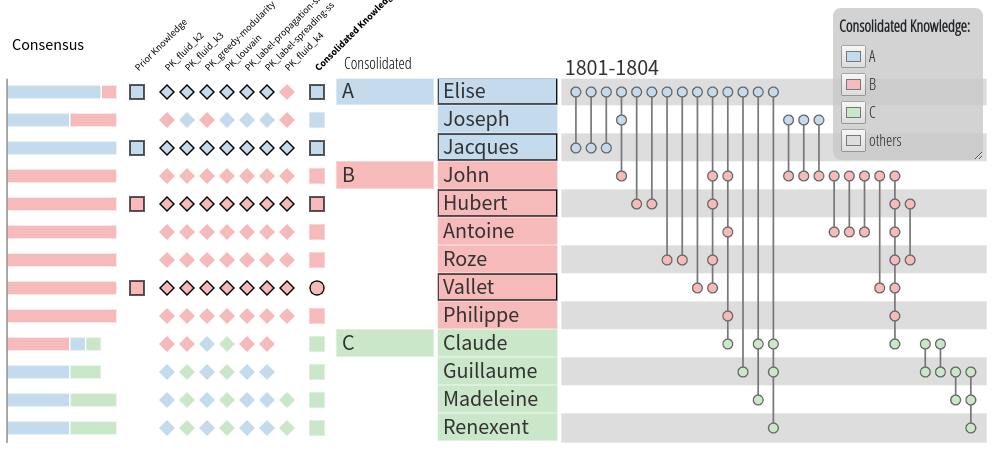 Consensus
Prior Knowledge
PK_fluid_k2
PK_fluid_k3
PK_greedy-modularity
PK_louvain
PK_label-propagation-s
PK_label-spreading-ss
PK_fluid_k4
Consolidated Knowle
Consolidated
1801-1804
Consolidated Knowledge:
A
B
C
others
A Elise
Joseph
Jacques
B John
Hubert
Antoine
Roze
Vallet
Philippe
C Claude
Guillaume
Madeleine
Renexent